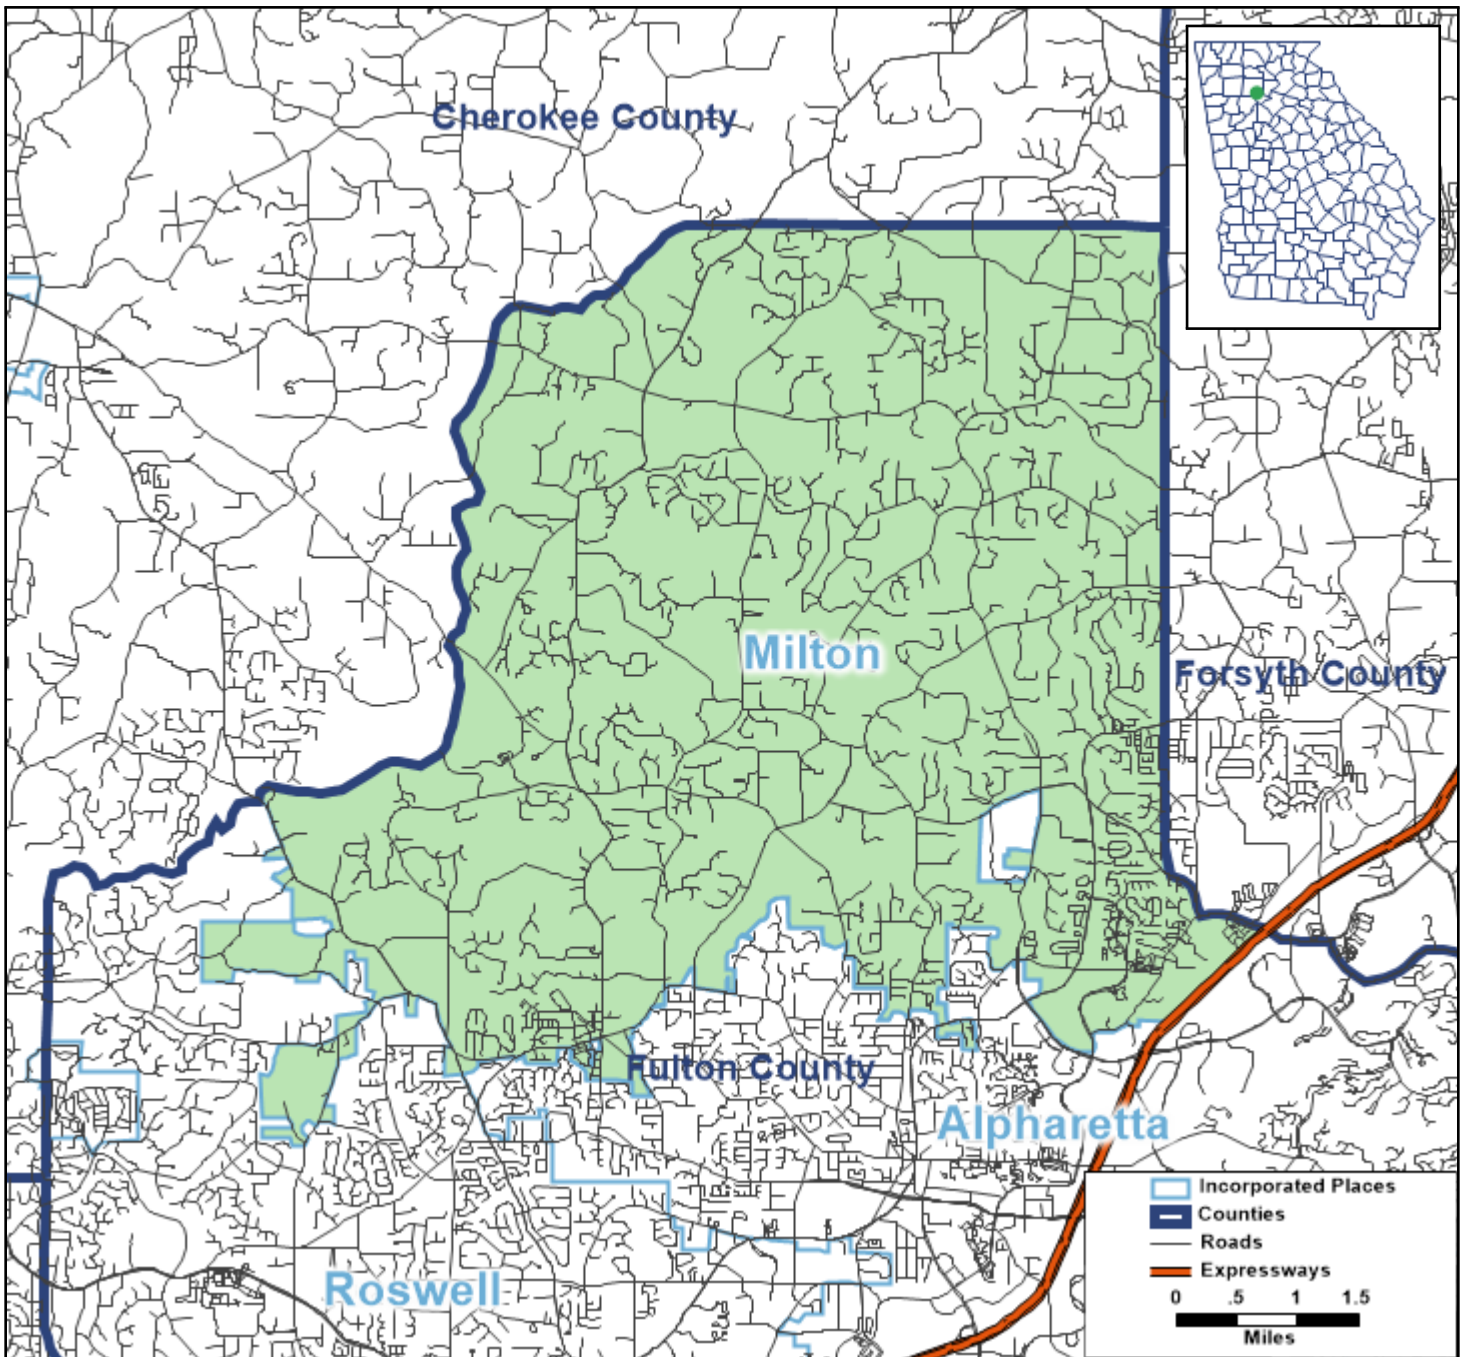 Cherokee County
Milton
Forsyth County
Fulton County
Alpharetta
Roswell
Incorporated Places
Counties
Roads
Expressways
0 .5 1 1.5
Miles